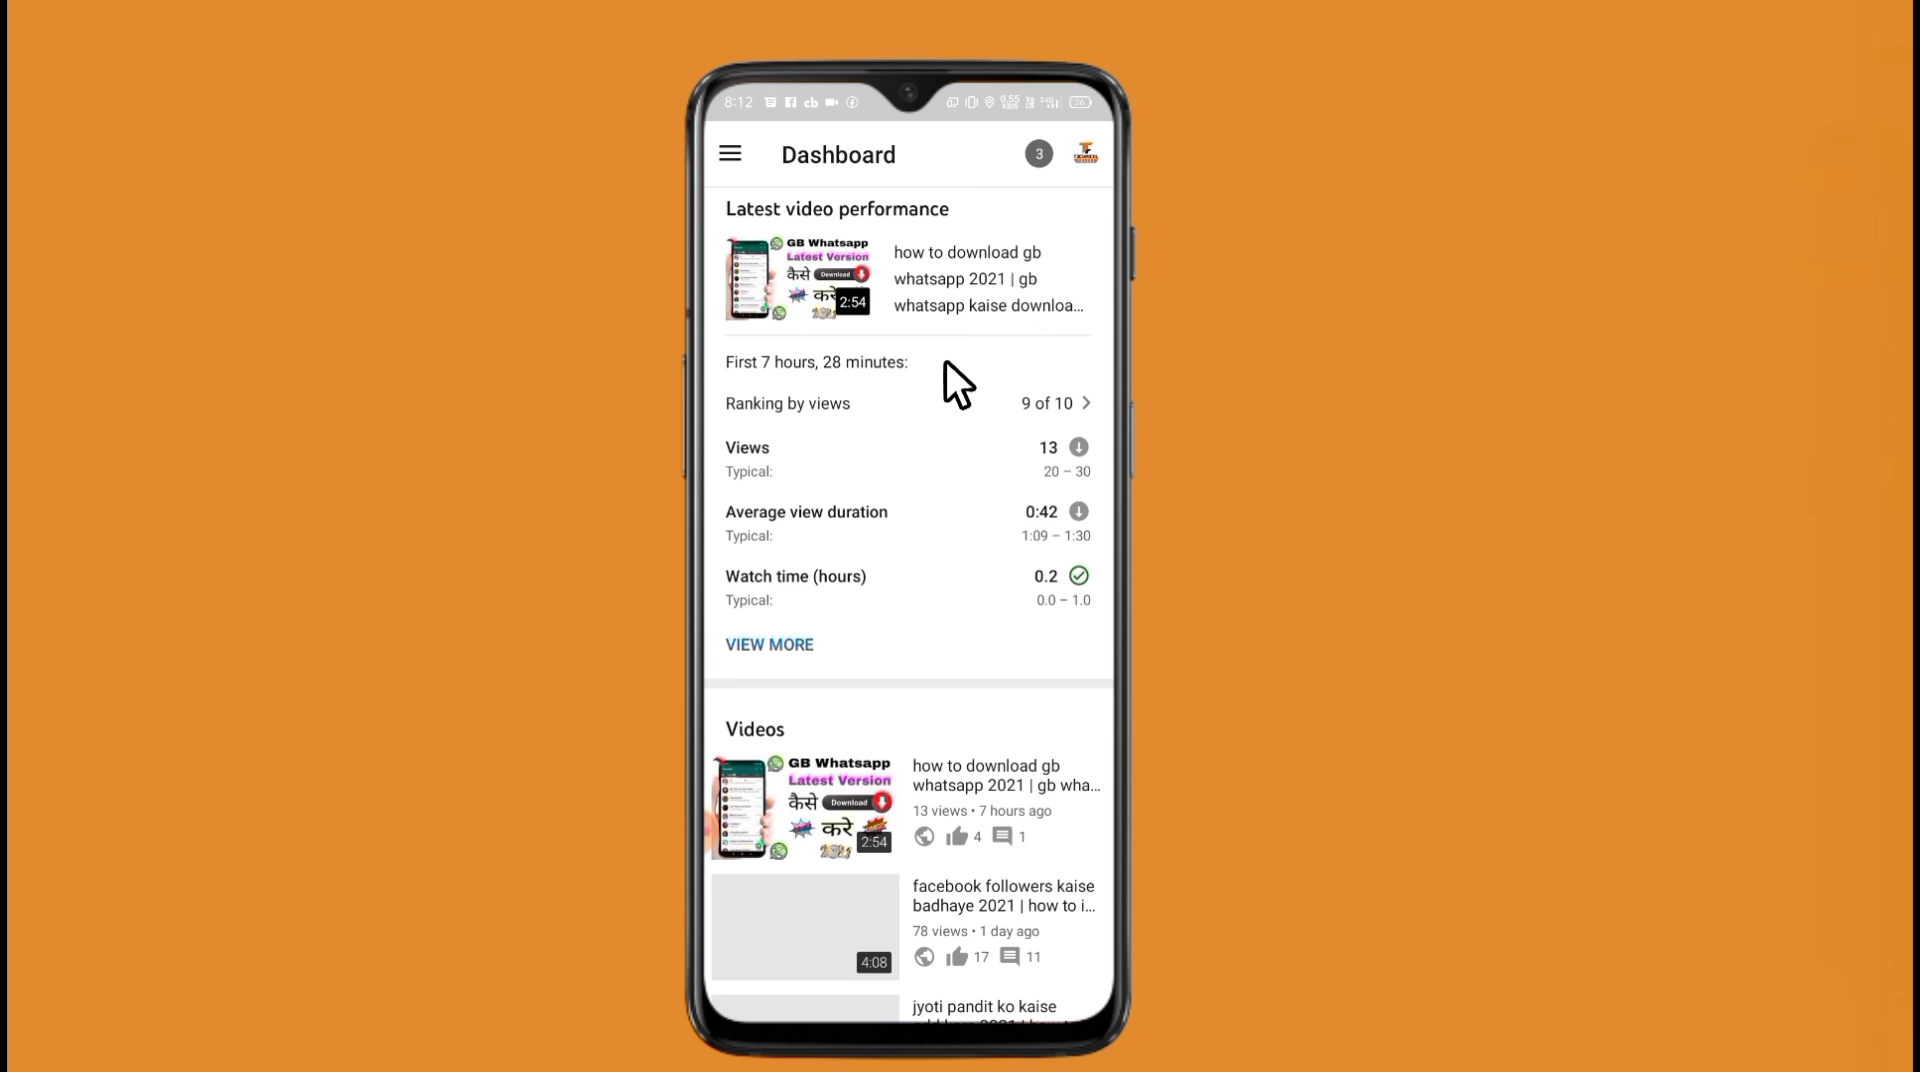 8:12
0.55
26
Dashboard
3
Latest video performance
GB Whatsapp
Latest Version
कैसे Download
करे 2:54
2021
how to download gb
whatsapp 2021 | gb
whatsapp kaise downloa...
First 7 hours, 28 minutes:
Ranking by views 9 of 10
Views 13
Typical: 20 – 30
Average view duration 0:42
Typical: 1:09 – 1:30
Watch time (hours) 0.2
Typical: 0.0 – 1.0
VIEW MORE
Videos
GB Whatsapp
Latest Version
कैसे Download
करे
2021 2:54
how to download gb
whatsapp 2021 | gb wha...
13 views • 7 hours ago
4 1
4:08
facebook followers kaise
badhaye 2021 | how to i...
78 views • 1 day ago
17 11
jyoti pandit ko kaise